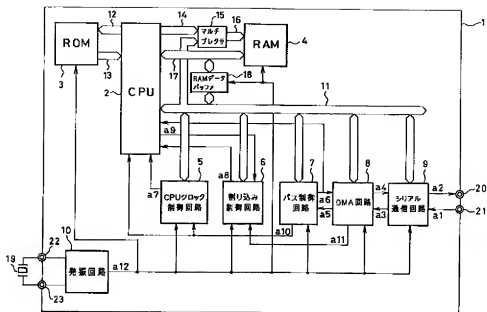 1
12
14
15
16
ROM
CPU
マルチ
プレクサ
RAM
3
13
2
17
4
RAMデータ
バッファ
18
11
a9
5
a8
6
7
8
9
a7
CPUクロック
制御回路
割り込み
制御回路
バス制御
回路
a6
a5
DMA回路
a4
a3
シリアル
通信回路
a2
a1
20
21
a10
a11
10
22
19
発振回路
a12
23